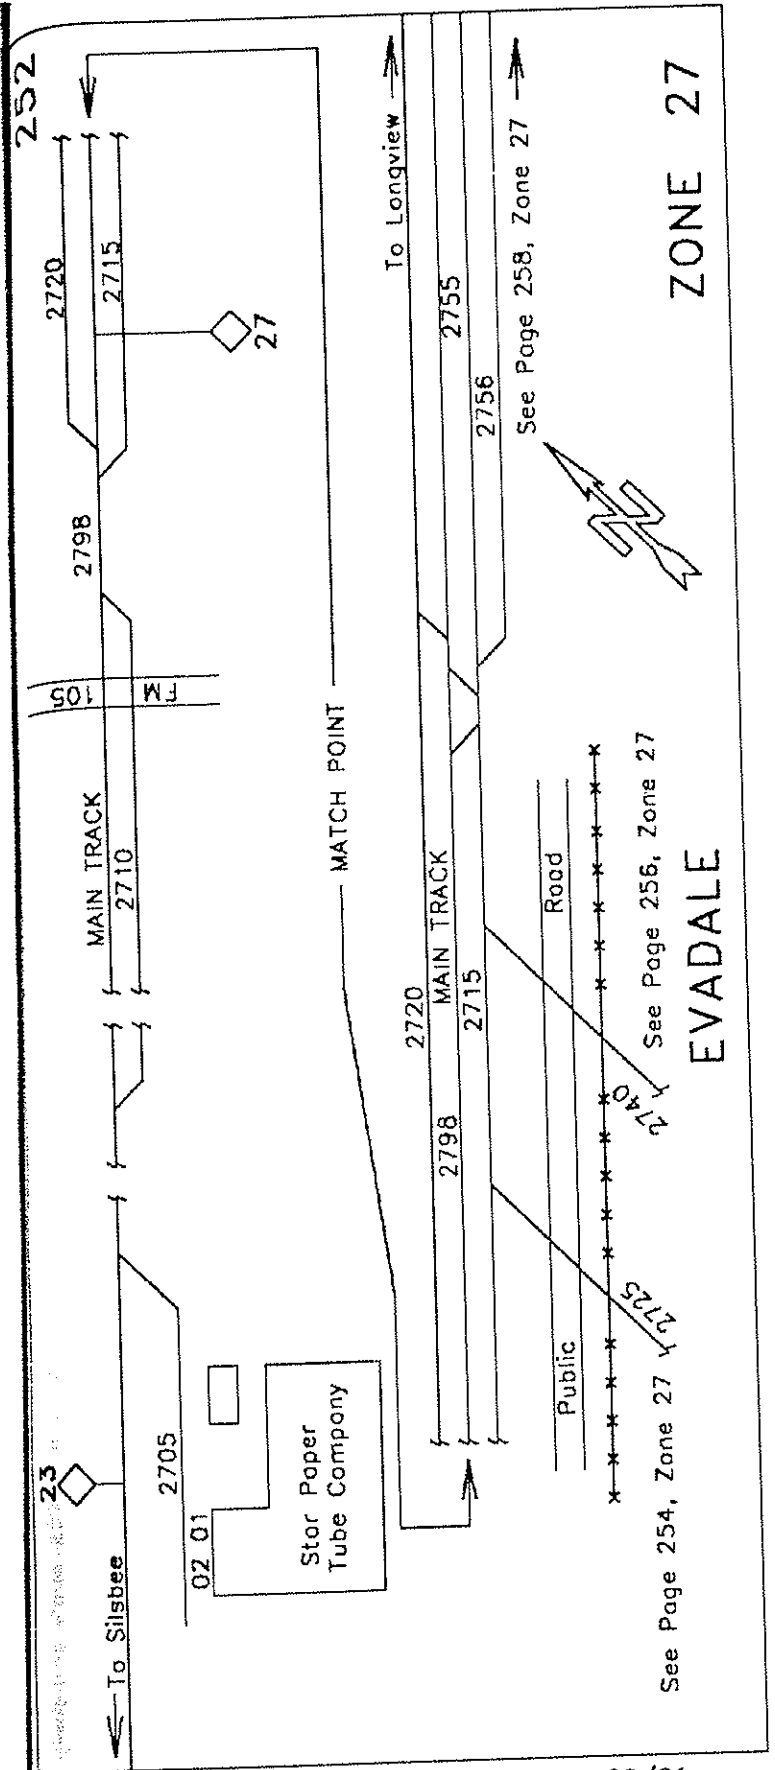 252
To Silsbee
23
2705
02 01
Star Paper
Tube Company
MAIN TRACK
2710
FM 105
2798
2720
2715
27
MATCH POINT
To Longview
2720
2798 MAIN TRACK
2715
2755
2756
See Page 258, Zone 27
Public Road
2725
2740
See Page 254, Zone 27
See Page 256, Zone 27
N
EVADALE
ZONE 27